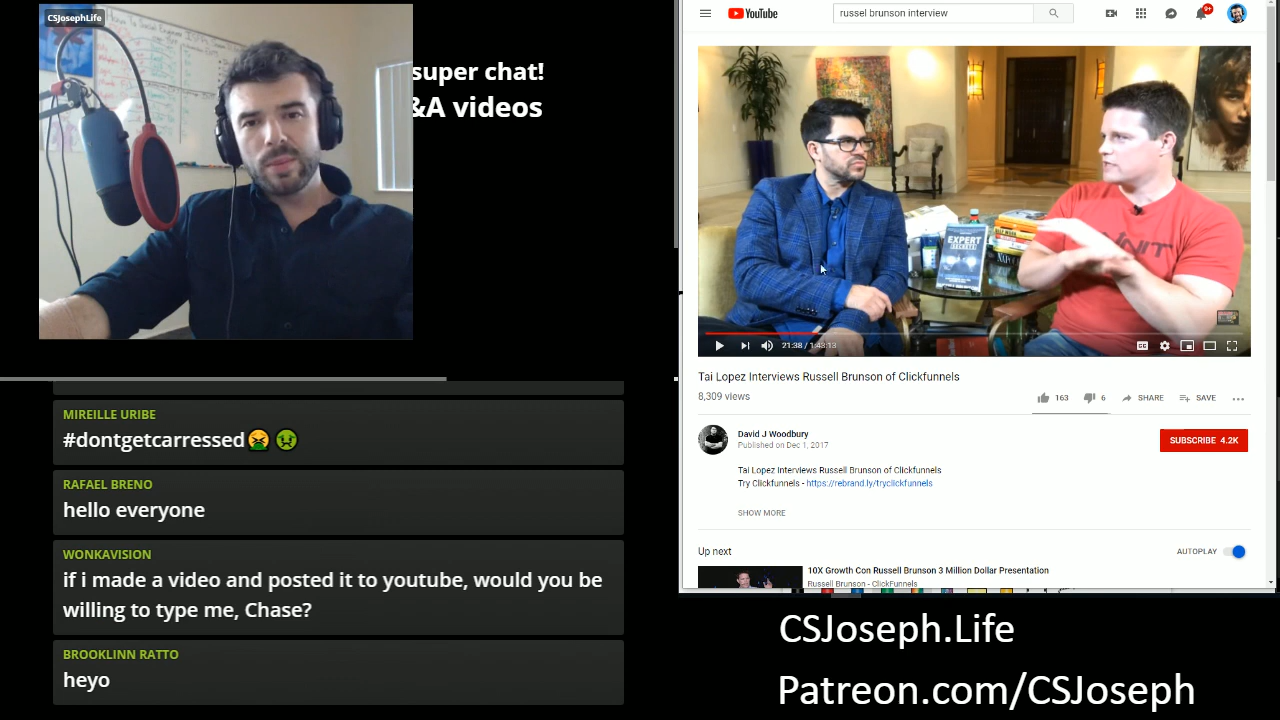 CSJosephLife
super chat!
&A videos
MIREILLE URIBE
#dontgetcarressed🤮🤢
RAFAEL BRENO
hello everyone
WONKAVISION
if i made a video and posted it to youtube, would you be
willing to type me, Chase?
BROOKLINN RATTO
heyo
YouTube
russel brunson interview
9+
EXPERT
SECRETS
21:38 / 1:43:13
CC
Tai Lopez Interviews Russell Brunson of Clickfunnels
8,309 views
163
6
SHARE
SAVE
David J Woodbury
Published on Dec 1, 2017
SUBSCRIBE 4.2K
Tai Lopez Interviews Russell Brunson of Clickfunnels
Try Clickfunnels - https://rebrand.ly/tryclickfunnels
SHOW MORE
Up next
AUTOPLAY
10X Growth Con Russell Brunson 3 Million Dollar Presentation
Russell Brunson - ClickFunnels
CSJoseph.Life
Patreon.com/CSJoseph